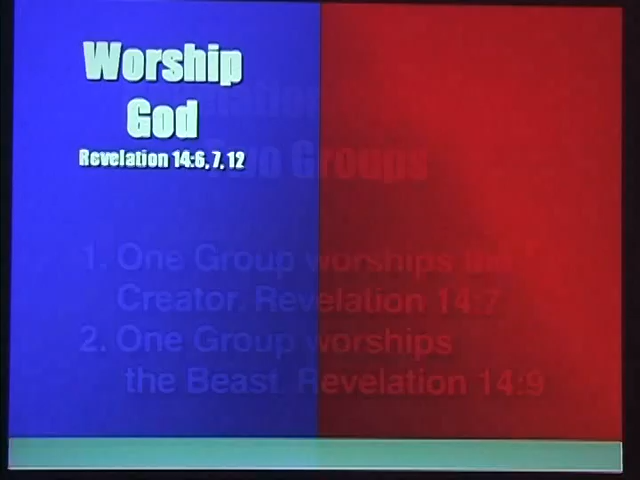 Worship
God
Revelation 14:6, 7, 12
Two Groups
1. One Group worships the
Creator. Revelation 14:7
2. One Group worships
the Beast. Revelation 14:9